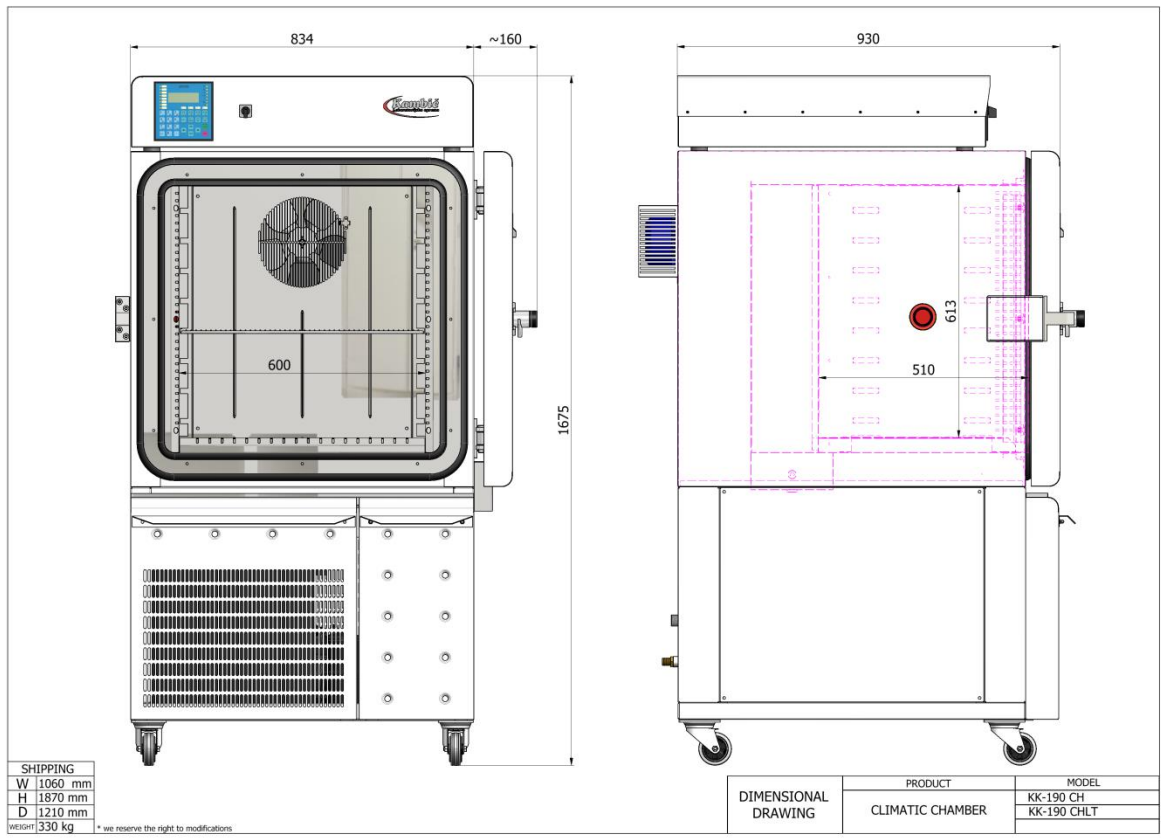 834
~160
930
Kambič
600
1675
613
510
SHIPPING
W 1060 mm
H 1870 mm
D 1210 mm
WEIGHT 330 kg
* we reserve the right to modifications
DIMENSIONAL
DRAWING
PRODUCT
CLIMATIC CHAMBER
MODEL
KK-190 CH
KK-190 CHLT